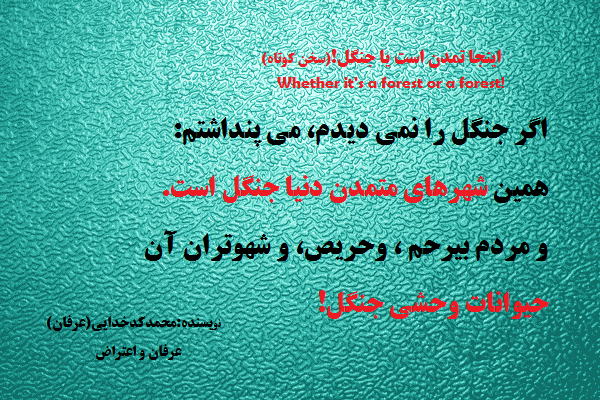 اینجا تمدن است یا جنگل!(سخن کوتاه)
Whether it's a forest or a forest!
اگر جنگل را نمی دیدم، می پنداشتم:
همین شهرهای متمدن دنیا جنگل است.
و مردم بیرحم ، وحریص، و شهوتران آن
حیوانات وحشی جنگل!
نویسنده:محمدکدخدایی(عرفان)
عرفان و اعتراض